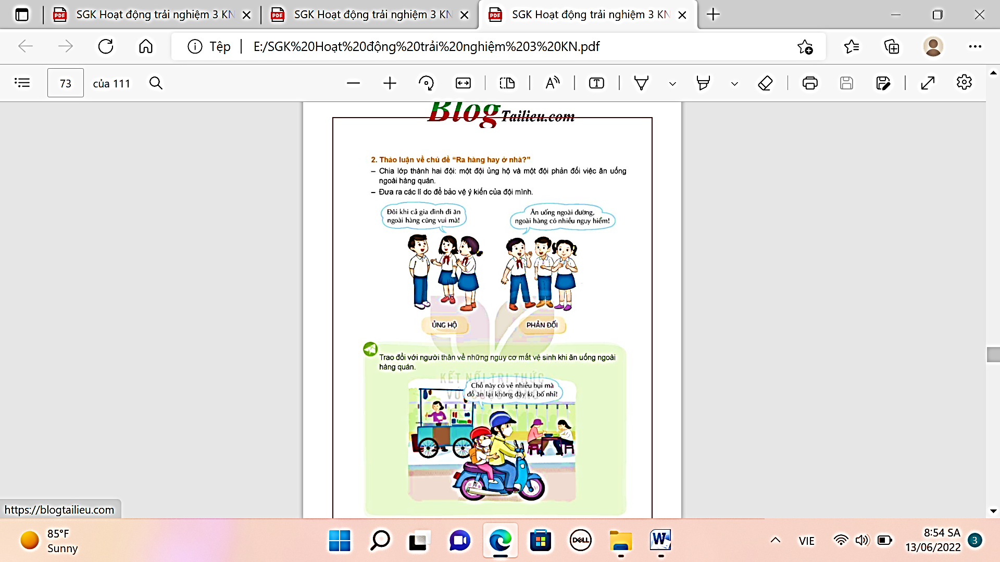 SGK Hoạt động trải nghiệm 3 KN
SGK Hoạt động trải nghiệm 3 KN
SGK Hoạt động trải nghiệm 3 KN
Tệp
E:/SGK%20Hoạt%20động%20trải%20nghiệm%203%20KN.pdf
73
của 111
Blog Tailieu.com
2. Thảo luận về chủ đề “Ra hàng hay ở nhà?”
– Chia lớp thành hai đội: một đội ủng hộ và một đội phản đối việc ăn uống
ngoài hàng quán.
– Đưa ra các lí do để bảo vệ ý kiến của đội mình.
Đôi khi cả gia đình đi ăn
ngoài hàng cũng vui mà!
Ăn uống ngoài đường,
ngoài hàng có nhiều nguy hiểm!
ỦNG HỘ
PHẢN ĐỐI
Trao đổi với người thân về những nguy cơ mất vệ sinh khi ăn uống ngoài
hàng quán.
KẾT NỐI TRI THỨC
VỚI CUỘC SỐNG
Chỗ này có vẻ nhiều bụi mà
đồ ăn lại không đậy kĩ, bố nhỉ!
https://blogtailieu.com
85°F
Sunny
DELL
W
VIE
8:54 SA
13/06/2022
3